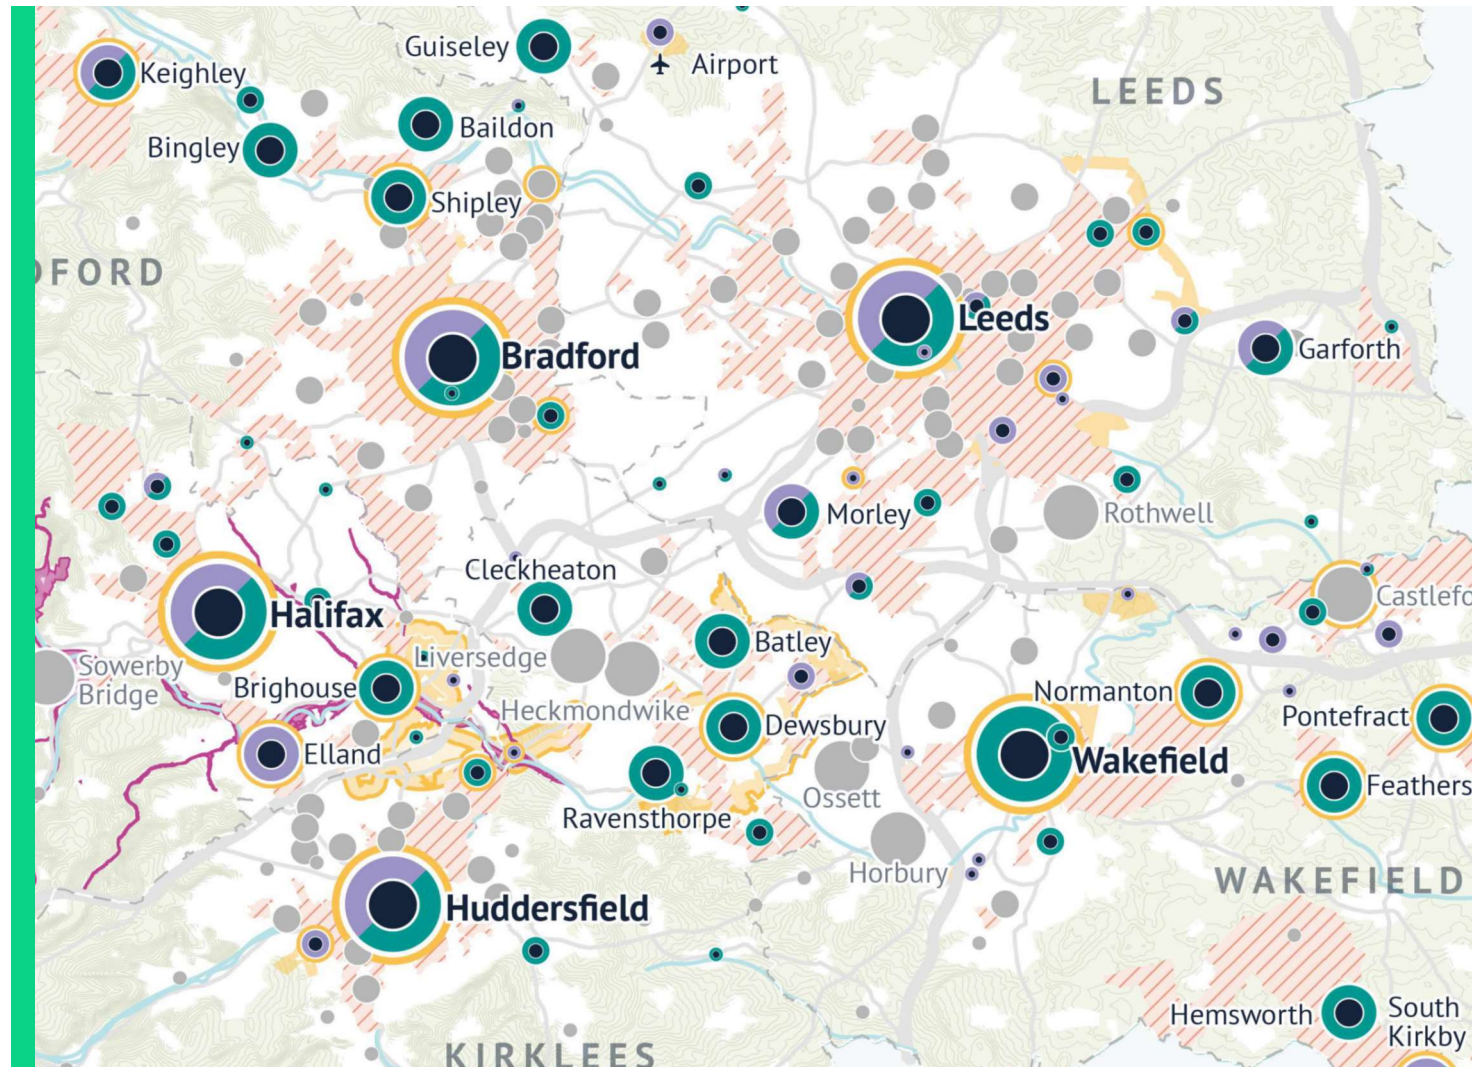 Guiseley
Airport
Keighley
LEEDS
Baildon
Bingley
Shipley
DFORD
Leeds
Bradford
Garforth
Morley
Rothwell
Cleckheaton
Castlefo
Halifax
Batley
Liversedge
Sowerby
Bridge
Brighouse
Normanton
Heckmondwike
Pontefract
Dewsbury
Elland
Wakefield
Ossett
Feathers
Ravensthorpe
Horbury
WAKEFIELD
Huddersfield
Hemsworth
South
Kirkby
KIRKLEES